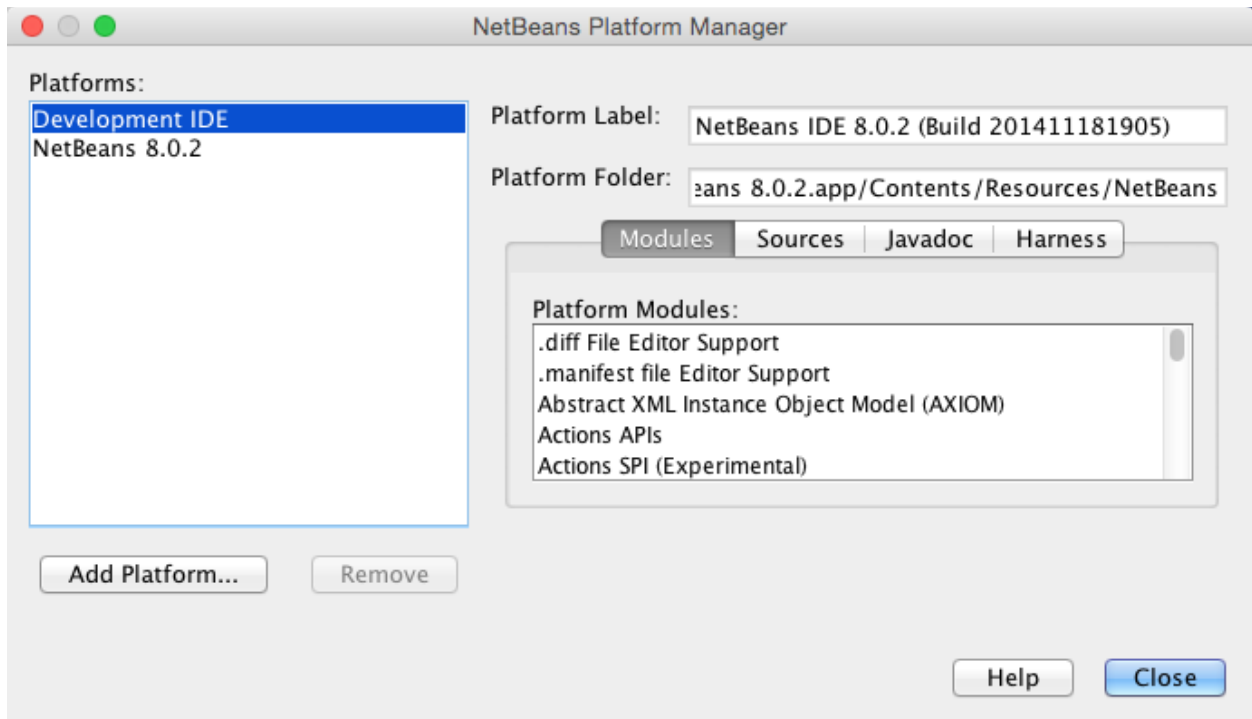 NetBeans Platform Manager
Platforms:
Development IDE
NetBeans 8.0.2
Platform Label: NetBeans IDE 8.0.2 (Build 201411181905)
Platform Folder: eans 8.0.2.app/Contents/Resources/NetBeans
Modules Sources Javadoc Harness
Platform Modules:
.diff File Editor Support
.manifest file Editor Support
Abstract XML Instance Object Model (AXIOM)
Actions APIs
Actions SPI (Experimental)
Add Platform... Remove
Help Close